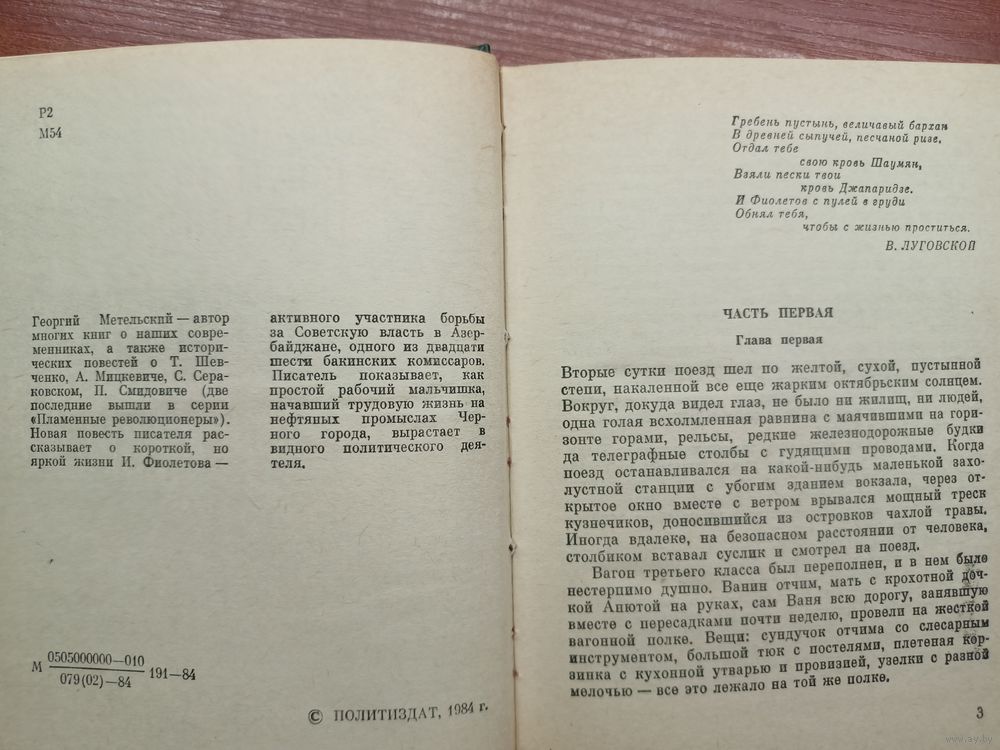 Р2
М54
Георгий Метельский — автор
многих книг о наших совре-
менниках, а также истори-
ческих повестей о Т. Шев-
ченко, А. Мицкевиче, С. Сера-
ковском, П. Смидовиче (две
последние вышли в серии
«Пламенные революционеры»).
Новая повесть писателя рас-
сказывает о короткой, но
яркой жизни И. Фиолетова —
активного участника борьбы
за Советскую власть в Азер-
байджане, одного из двадцати
шести бакинских комиссаров.
Писатель показывает, как
простой рабочий мальчишка,
начавший трудовую жизнь на
нефтяных промыслах Чер-
ного города, вырастает в
видного политического дея-
теля.
М 0505000000—010
079(02)—84 191—84
© ПОЛИТИЗДАТ, 1984 г.
Гребень пустынь, величавый бархан
В древней сыпучей, песчаной ризе,
Отдал тебе
свою кровь Шаумян,
Взяли пески твои
кровь Джапаридзе.
И Фиолетов с пулей в груди
Обнял тебя,
чтобы с жизнью проститься.
В. ЛУГОВСКОЙ
ЧАСТЬ ПЕРВАЯ
Глава первая
Вторые сутки поезд шел по желтой, сухой, пустынной
степи, накаленной все еще жарким октябрьским солнцем.
Вокруг, докуда видел глаз, не было ни жилищ, ни людей,
одна голая всхолмленная равнина с маячившими на гори-
зонте горами, рельсы, редкие железнодорожные будки
да телеграфные столбы с гудящими проводами. Когда
поезд останавливался на какой-нибудь маленькой захо-
лустной станции с убогим зданием вокзала, через от-
крытое окно вместе с ветром врывался мощный треск
кузнечиков, доносившийся из островков чахлой травы.
Иногда вдалеке, на безопасном расстоянии от человека,
столбиком вставал суслик и смотрел на поезд.
Вагон третьего класса был переполнен, и в нем было
нестерпимо душно. Ванин отчим, мать с крохотной доч-
кой Анютой на руках, сам Ваня всю дорогу, занявшую
вместе с пересадками почти неделю, провели на жесткой
вагонной полке. Вещи: сундучок отчима со слесарным
инструментом, большой тюк с постелями, плетеная кор-
зинка с кухонной утварью и провизией, узелки с разной
мелочью — все это лежало на той же полке.
3
www.ay.by